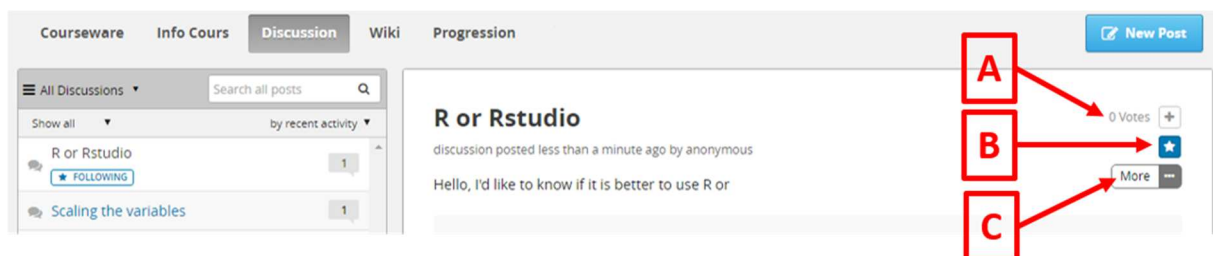 Courseware Info Cours Discussion Wiki Progression New Post
All Discussions Search all posts
Show all by recent activity
R or Rstudio 1
FOLLOWING
Scaling the variables 1
R or Rstudio
discussion posted less than a minute ago by anonymous
Hello, I'd like to know if it is better to use R or
A
0 Votes +
B
More ...
C